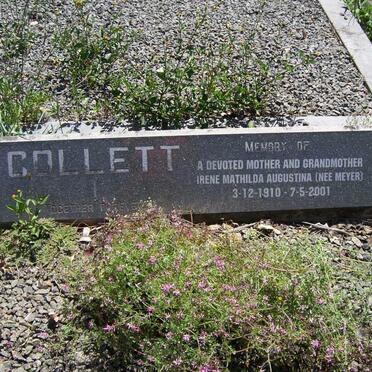 COLLETT
MEMORY OF
A DEVOTED MOTHER AND GRANDMOTHER
IRENE MATHILDA AUGUSTINA (NEE MEYER)
3-12-1910 - 7-5-2001